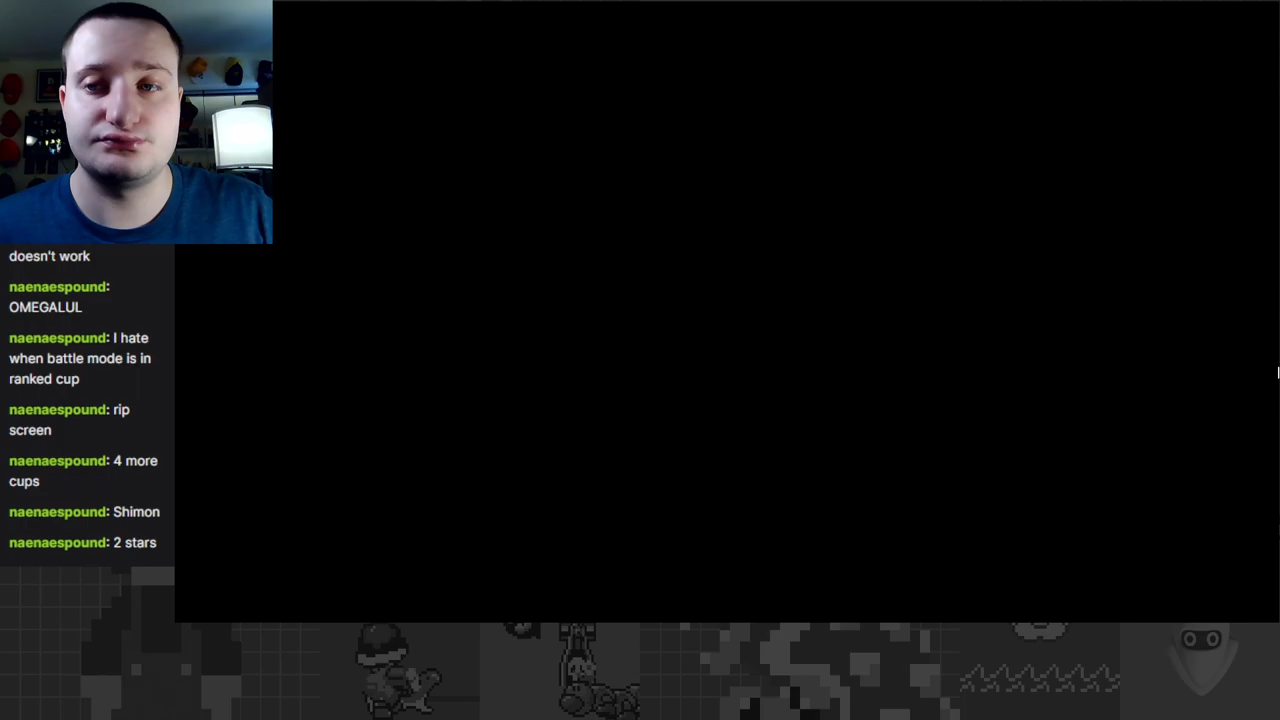 doesn't work
naenaespound:
OMEGALUL
naenaespound: I hate
when battle mode is in
ranked cup
naenaespound: rip
screen
naenaespound: 4 more
cups
naenaespound: Shimon
naenaespound: 2 stars